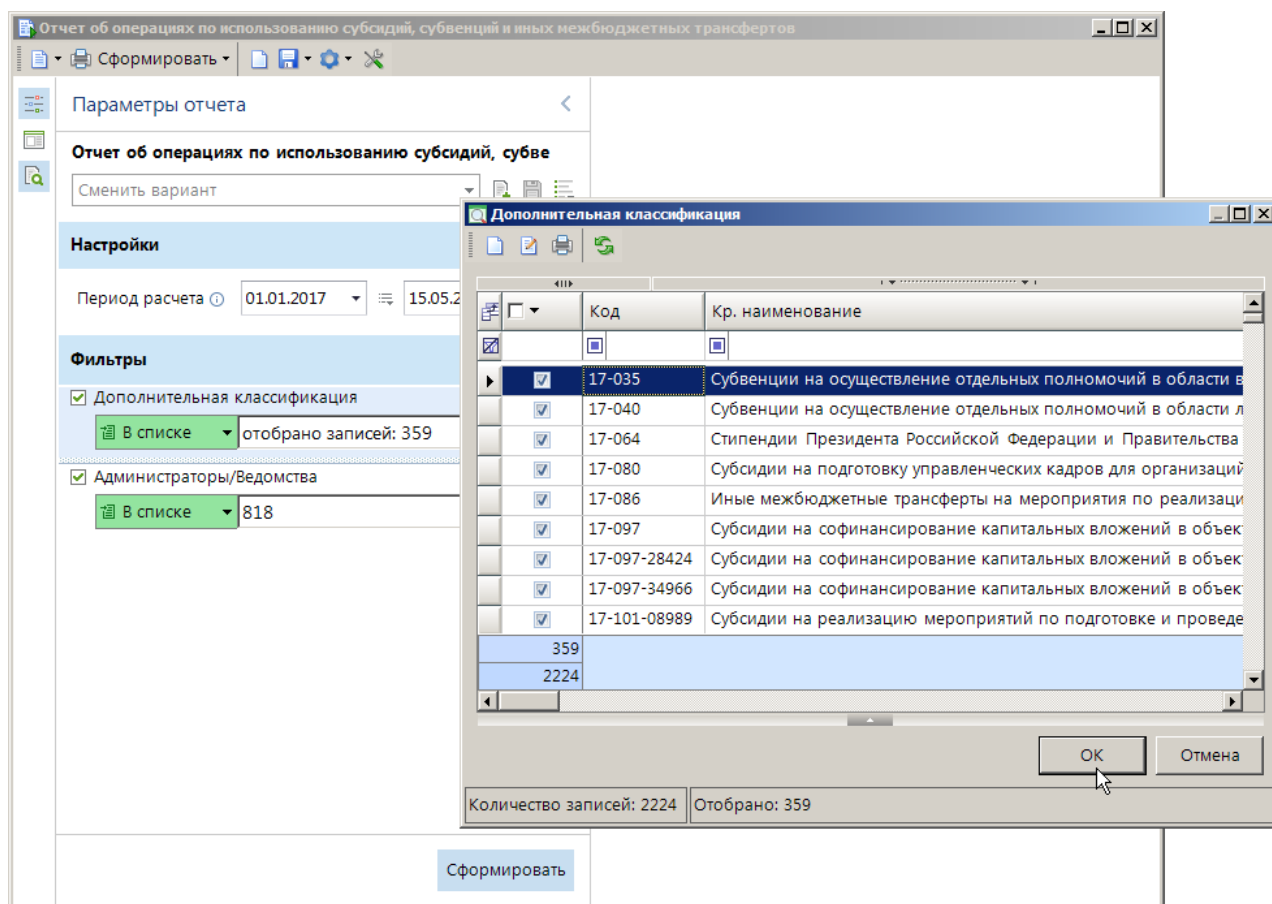 Отчет об операциях по использованию субсидий, субвенций и иных межбюджетных трансфертов
Сформировать
Параметры отчета
Отчет об операциях по использованию субсидий, субве
Сменить вариант
Настройки
Период расчета 01.01.2017 15.05.2
Фильтры
Дополнительная классификация
В списке отобрано записей: 359
Администраторы/Ведомства
В списке 818
Сформировать
Дополнительная классификация
Код Кр. наименование
17-035 Субвенции на осуществление отдельных полномочий в области в
17-040 Субвенции на осуществление отдельных полномочий в области л
17-064 Стипендии Президента Российской Федерации и Правительства
17-080 Субсидии на подготовку управленческих кадров для организаций
17-086 Иные межбюджетные трансферты на мероприятия по реализаци
17-097 Субсидии на софинансирование капитальных вложений в объек
17-097-28424 Субсидии на софинансирование капитальных вложений в объек
17-097-34966 Субсидии на софинансирование капитальных вложений в объек
17-101-08989 Субсидии на реализацию мероприятий по подготовке и проведе
359
2224
OK Отмена
Количество записей: 2224 Отобрано: 359